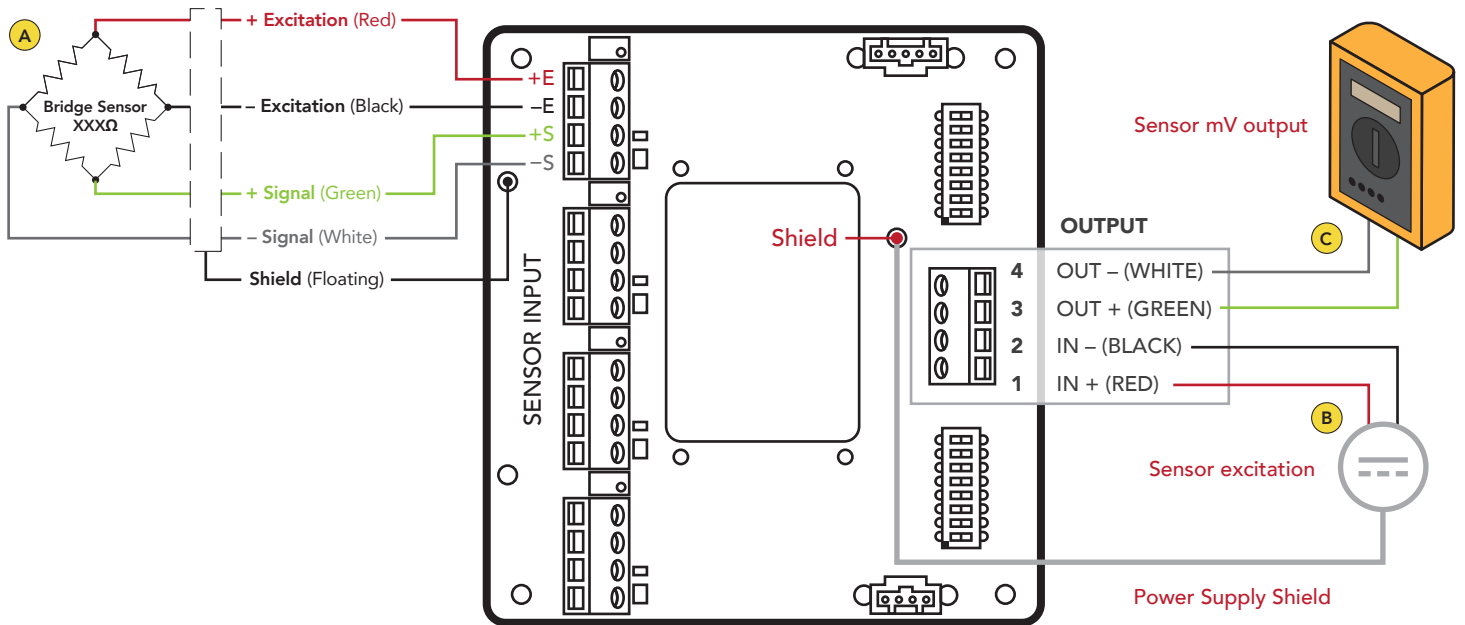 A
Bridge Sensor
XXXΩ
+ Excitation (Red)
– Excitation (Black)
+ Signal (Green)
– Signal (White)
Shield (Floating)
+E
–E
+S
–S
SENSOR INPUT
Shield
OUTPUT
4 OUT – (WHITE)
3 OUT + (GREEN)
2 IN – (BLACK)
1 IN + (RED)
Sensor mV output
C
B
Sensor excitation
Power Supply Shield